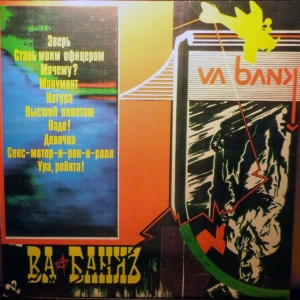 Зверь
Стань моим офицером
Почему?
Монумент
Натура
Высший пилотаж
Надо!
Девочка
Секс-мотор-и-рок-и-ролл
Ура, ребята!
VA БАNK
ВА БАНКЪ